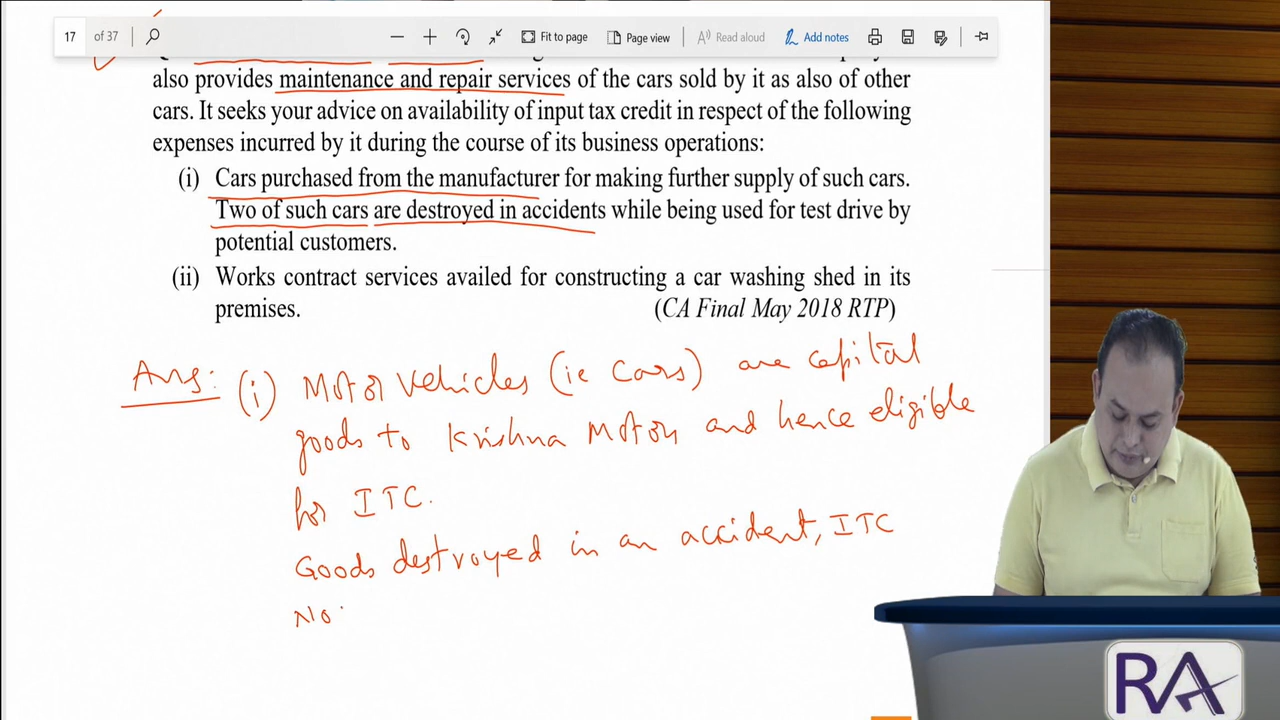 17 of 37 Fit to page Page view Read aloud Add notes
also provides maintenance and repair services of the cars sold by it as also of other
cars. It seeks your advice on availability of input tax credit in respect of the following
expenses incurred by it during the course of its business operations:
(i) Cars purchased from the manufacturer for making further supply of such cars.
Two of such cars are destroyed in accidents while being used for test drive by
potential customers.
(ii) Works contract services availed for constructing a car washing shed in its
premises. (CA Final May 2018 RTP)
Ans: (i) Motor vehicles (ie cars) are capital
goods to Krishna Motors and hence eligible
for ITC.
Goods destroyed in an accident, ITC
No
RA